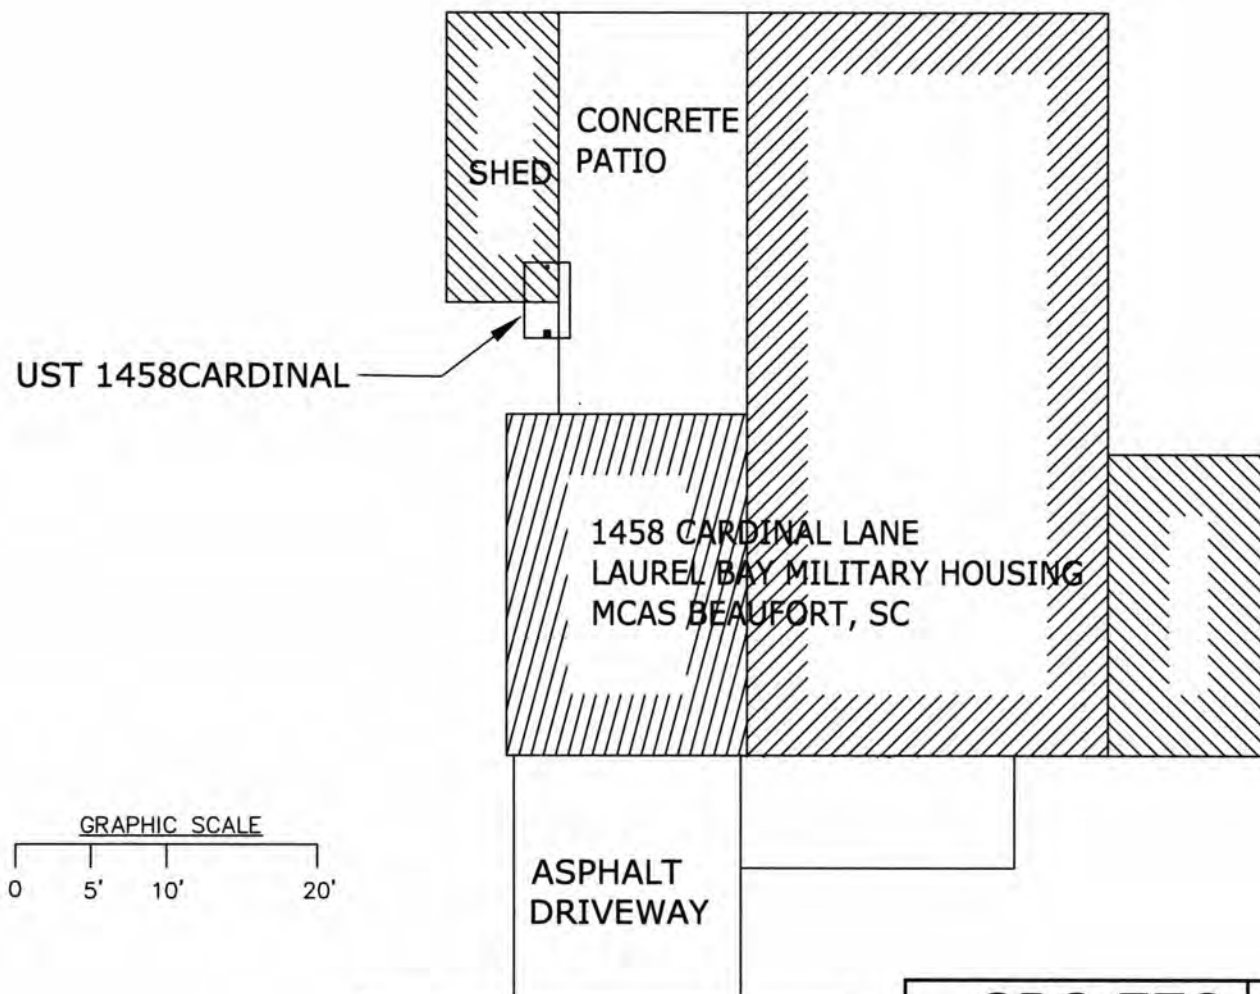 CONCRETE
PATIO
SHED
UST 1458CARDINAL
1458 CARDINAL LANE
LAUREL BAY MILITARY HOUSING
MCAS BEAUFORT, SC
GRAPHIC SCALE
0 5' 10' 20'
ASPHALT
DRIVEWAY